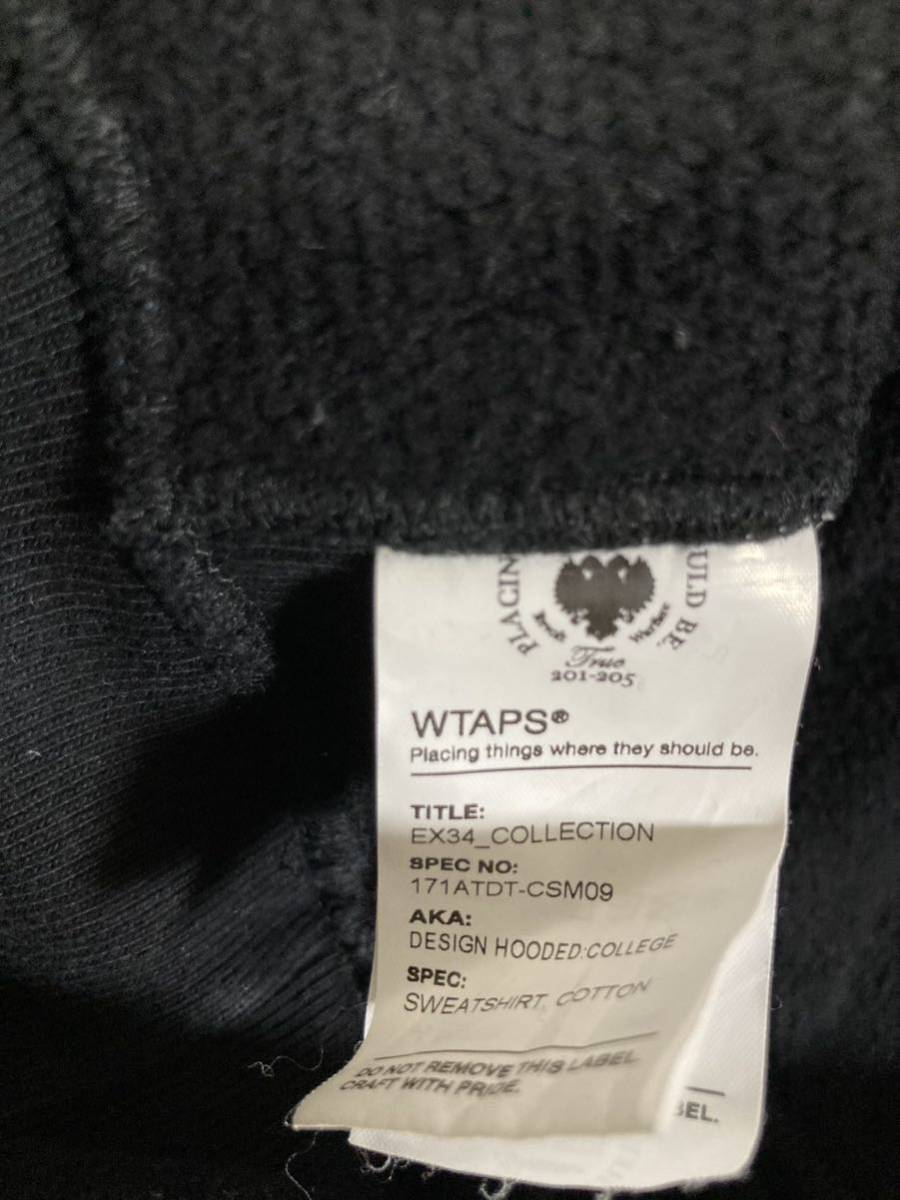 PLACIN
ULD BE.
True
201-205
WTAPS®
Placing things where they should be.
TITLE:
EX34_COLLECTION
SPEC NO:
171ATDT-CSM09
AKA:
DESIGN HOODED:COLLEGE
SPEC:
SWEATSHIRT. COTTON
DO NOT REMOVE THIS LABEL.
CRAFT WITH PRIDE.
BEL.